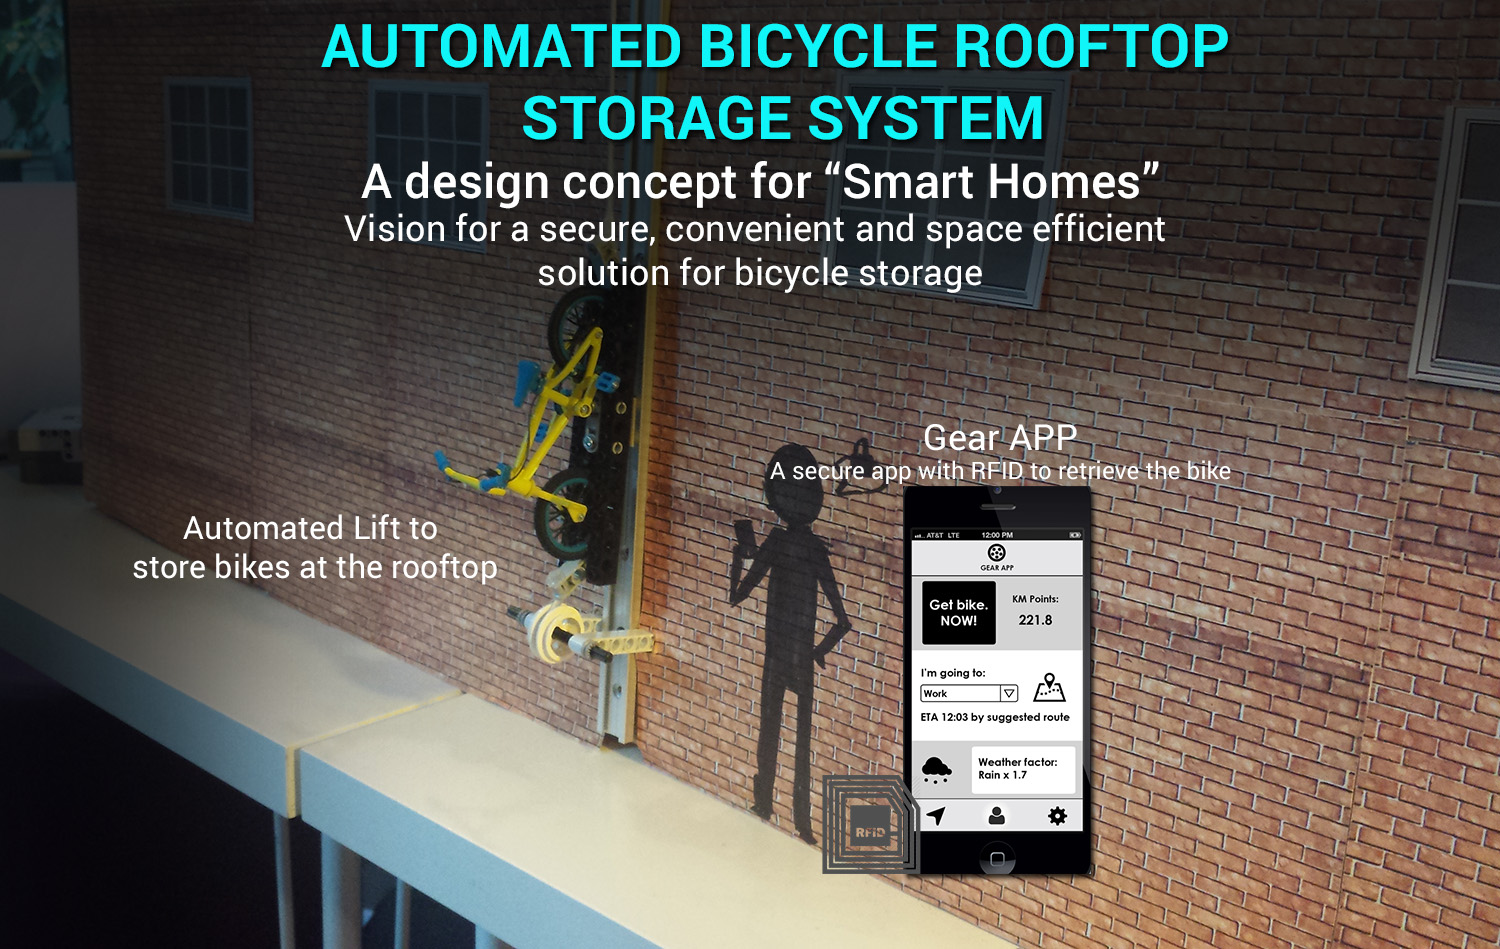 AUTOMATED BICYCLE ROOFTOP
STORAGE SYSTEM
A design concept for “Smart Homes”
Vision for a secure, convenient and space efficient
solution for bicycle storage
Automated Lift to
store bikes at the rooftop
Gear APP
A secure app with RFID to retrieve the bike
AT&T LTE 12:00 PM
GEAR APP
Get bike.
NOW!
KM Points:
221.8
I'm going to:
Work
ETA 12:03 by suggested route
Weather factor:
Rain x 1.7
RFID